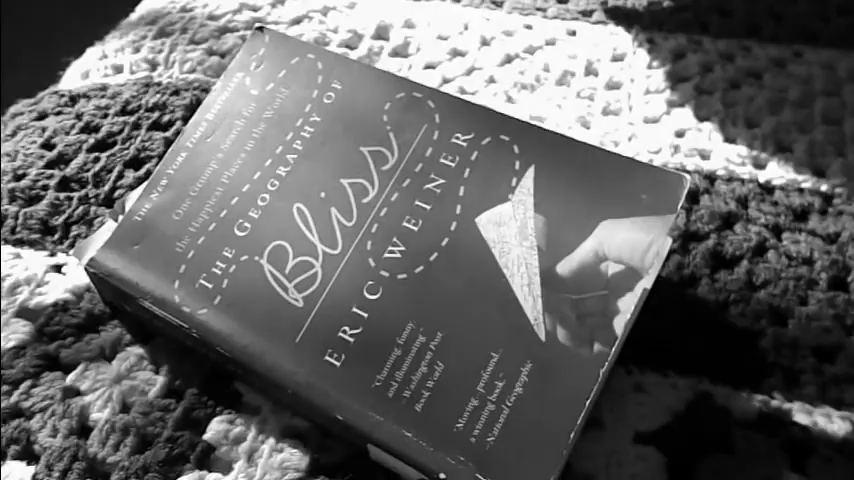 THE NEW YORK TIMES BESTSELLER
One Grump's Search for
the Happiest Places in the World
THE GEOGRAPHY OF
Bliss
ERIC WEINER
"Charming, funny,
and illuminating."
—Washington Post
Book World
"Moving...profound...
a winning book."
—National Geographic